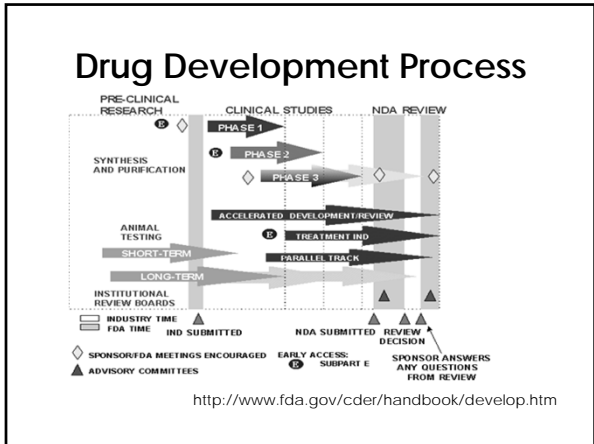 Drug Development Process
PRE-CLINICAL
RESEARCH
CLINICAL STUDIES
NDA REVIEW
E
PHASE 1
SYNTHESIS
AND PURIFICATION
E
PHASE 2
PHASE 3
ACCELERATED DEVELOPMENT/REVIEW
ANIMAL
TESTING
E
TREATMENT IND
SHORT-TERM
PARALLEL TRACK
LONG-TERM
INSTITUTIONAL
REVIEW BOARDS
INDUSTRY TIME
FDA TIME
IND SUBMITTED
NDA SUBMITTED
REVIEW
DECISION
SPONSOR/FDA MEETINGS ENCOURAGED
ADVISORY COMMITTEES
EARLY ACCESS:
E
SUBPART E
SPONSOR ANSWERS
ANY QUESTIONS
FROM REVIEW
http://www.fda.gov/cder/handbook/develop.htm